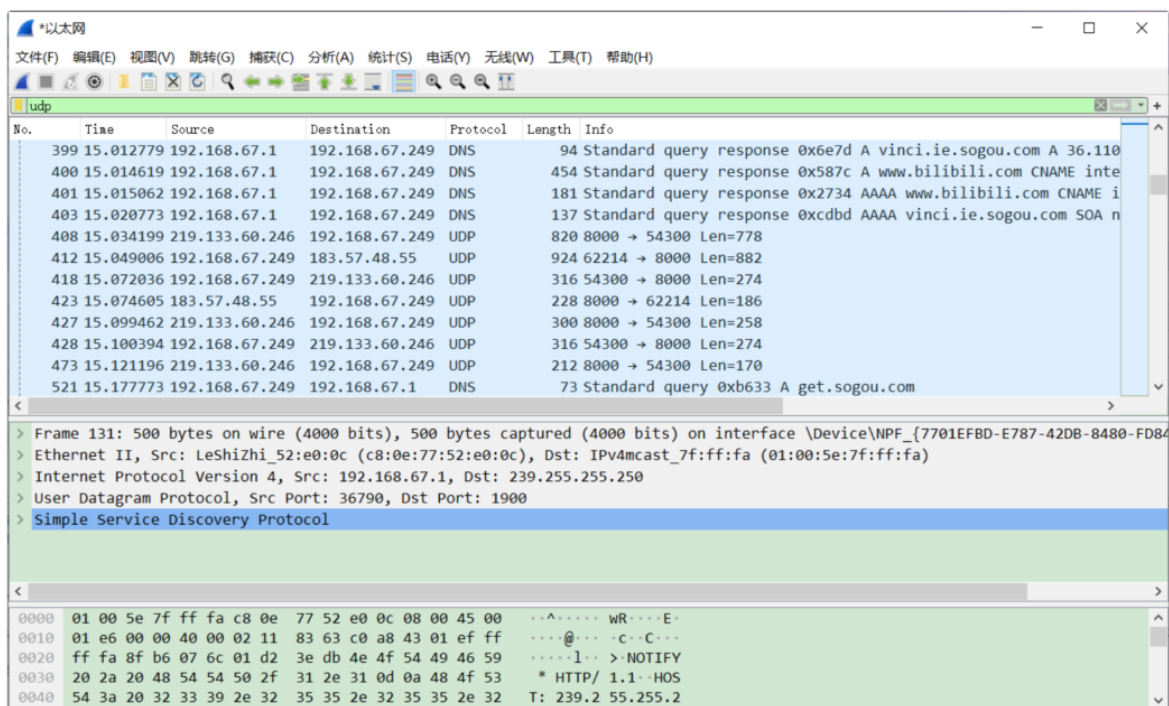 *以太网
文件(F) 编辑(E) 视图(V) 跳转(G) 捕获(C) 分析(A) 统计(S) 电话(Y) 无线(W) 工具(T) 帮助(H)
udp
No. Time Source Destination Protocol Length Info
399 15.012779 192.168.67.1 192.168.67.249 DNS 94 Standard query response 0x6e7d A vinci.ie.sogou.com A 36.110
400 15.014619 192.168.67.1 192.168.67.249 DNS 454 Standard query response 0x587c A www.bilibili.com CNAME inte
401 15.015062 192.168.67.1 192.168.67.249 DNS 181 Standard query response 0x2734 AAAA www.bilibili.com CNAME i
403 15.020773 192.168.67.1 192.168.67.249 DNS 137 Standard query response 0xcdbd AAAA vinci.ie.sogou.com SOA n
408 15.034199 219.133.60.246 192.168.67.249 UDP 820 8000 → 54300 Len=778
412 15.049006 192.168.67.249 183.57.48.55 UDP 924 62214 → 8000 Len=882
418 15.072036 192.168.67.249 219.133.60.246 UDP 316 54300 → 8000 Len=274
423 15.074605 183.57.48.55 192.168.67.249 UDP 228 8000 → 62214 Len=186
427 15.099462 219.133.60.246 192.168.67.249 UDP 300 8000 → 54300 Len=258
428 15.100394 192.168.67.249 219.133.60.246 UDP 316 54300 → 8000 Len=274
473 15.121196 219.133.60.246 192.168.67.249 UDP 212 8000 → 54300 Len=170
521 15.177773 192.168.67.249 192.168.67.1 DNS 73 Standard query 0xb633 A get.sogou.com
Frame 131: 500 bytes on wire (4000 bits), 500 bytes captured (4000 bits) on interface \Device\NPF_{7701EFBD-E787-42DB-8480-FD84
Ethernet II, Src: LeShiZhi_52:e0:0c (c8:0e:77:52:e0:0c), Dst: IPv4mcast_7f:ff:fa (01:00:5e:7f:ff:fa)
Internet Protocol Version 4, Src: 192.168.67.1, Dst: 239.255.255.250
User Datagram Protocol, Src Port: 36790, Dst Port: 1900
Simple Service Discovery Protocol
0000 01 00 5e 7f ff fa c8 0e 77 52 e0 0c 08 00 45 00 ··^····· wR····E·
0010 01 e6 00 00 40 00 02 11 83 63 c0 a8 43 01 ef ff ····@··· ·c··C···
0020 ff fa 8f b6 07 6c 01 d2 3e db 4e 4f 54 49 46 59 ·····l·· >·NOTIFY
0030 20 2a 20 48 54 54 50 2f 31 2e 31 0d 0a 48 4f 53 * HTTP/ 1.1··HOS
0040 54 3a 20 32 33 39 2e 32 35 35 2e 32 35 35 2e 32 T: 239.2 55.255.2